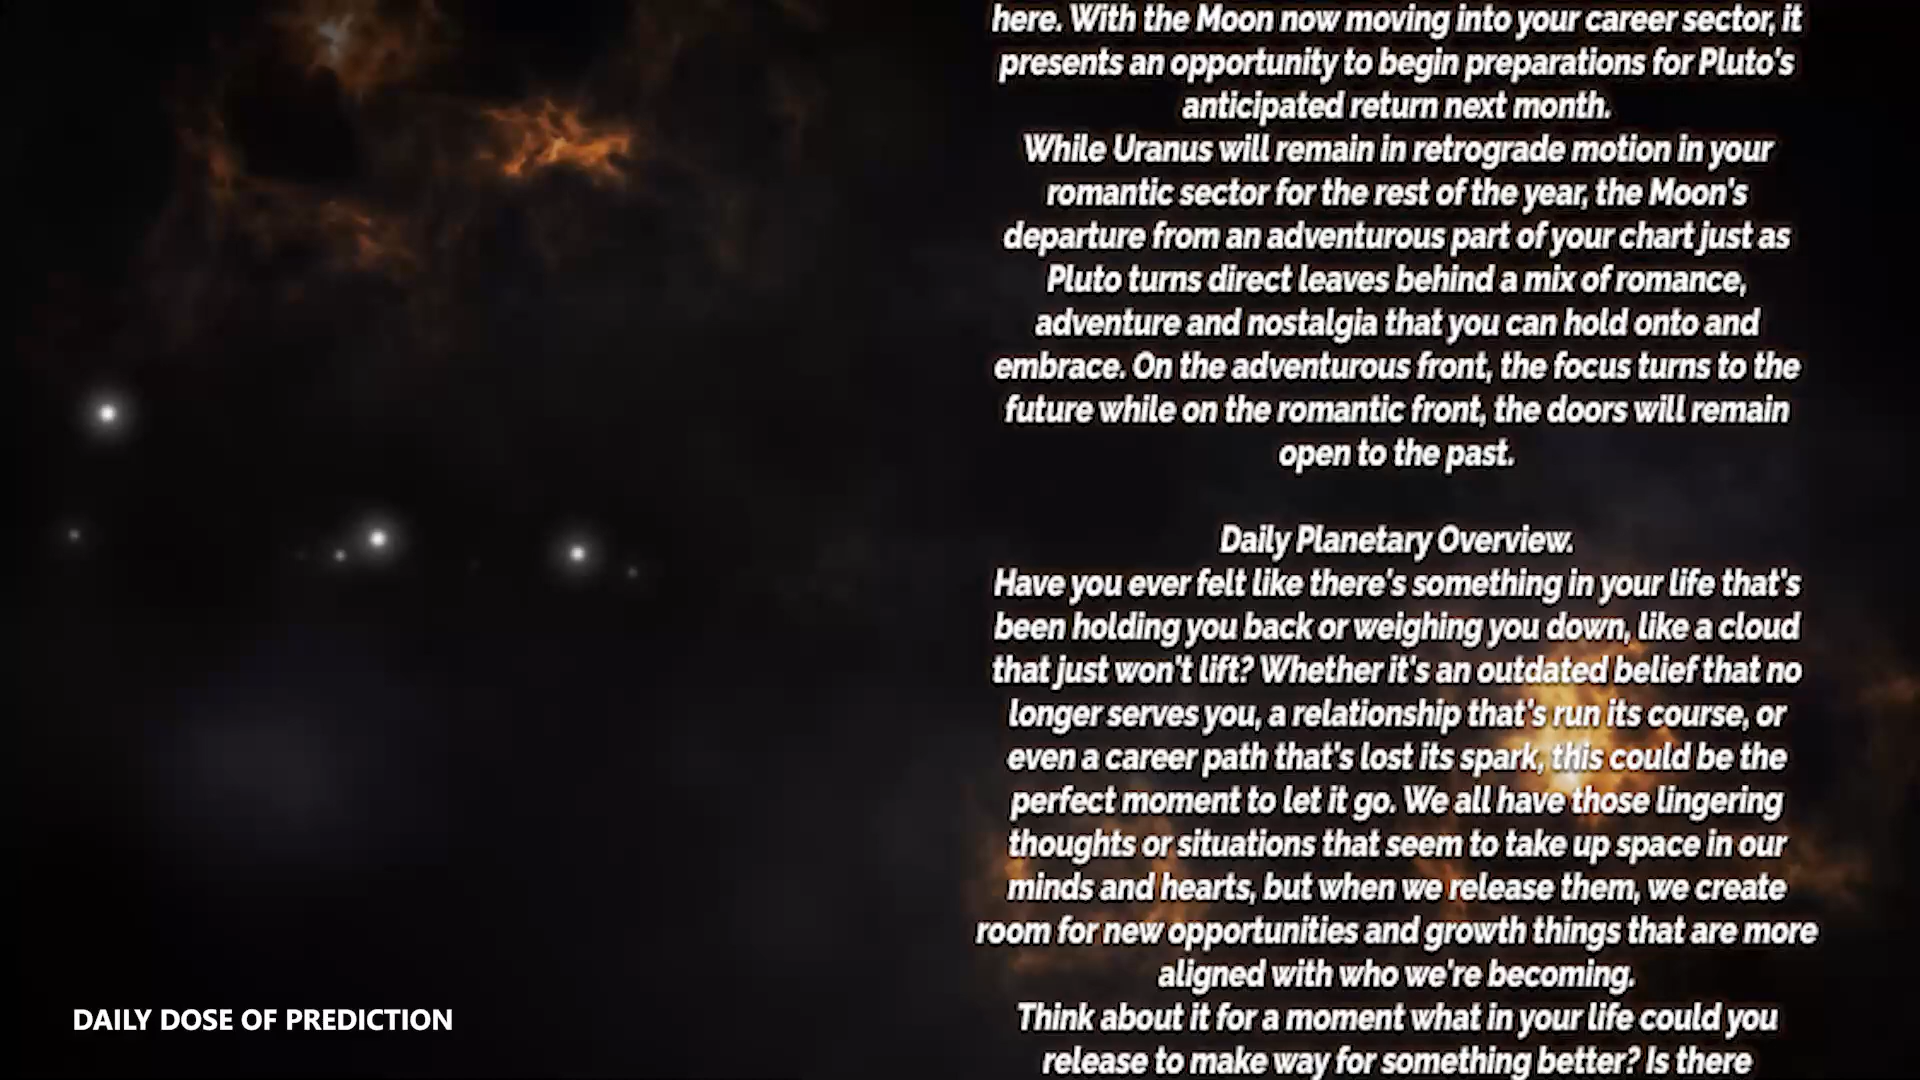 here. With the Moon now moving into your career sector, it
presents an opportunity to begin preparations for Pluto's
anticipated return next month.
While Uranus will remain in retrograde motion in your
romantic sector for the rest of the year, the Moon's
departure from an adventurous part of your chart just as
Pluto turns direct leaves behind a mix of romance,
adventure and nostalgia that you can hold onto and
embrace. On the adventurous front, the focus turns to the
future while on the romantic front, the doors will remain
open to the past.
Daily Planetary Overview.
Have you ever felt like there's something in your life that's
been holding you back or weighing you down, like a cloud
that just won't lift? Whether it's an outdated belief that no
longer serves you, a relationship that's run its course, or
even a career path that's lost its spark, this could be the
perfect moment to let it go. We all have those lingering
thoughts or situations that seem to take up space in our
minds and hearts, but when we release them, we create
room for new opportunities and growth things that are more
aligned with who we're becoming.
Think about it for a moment what in your life could you
release to make way for something better? Is there
DAILY DOSE OF PREDICTION